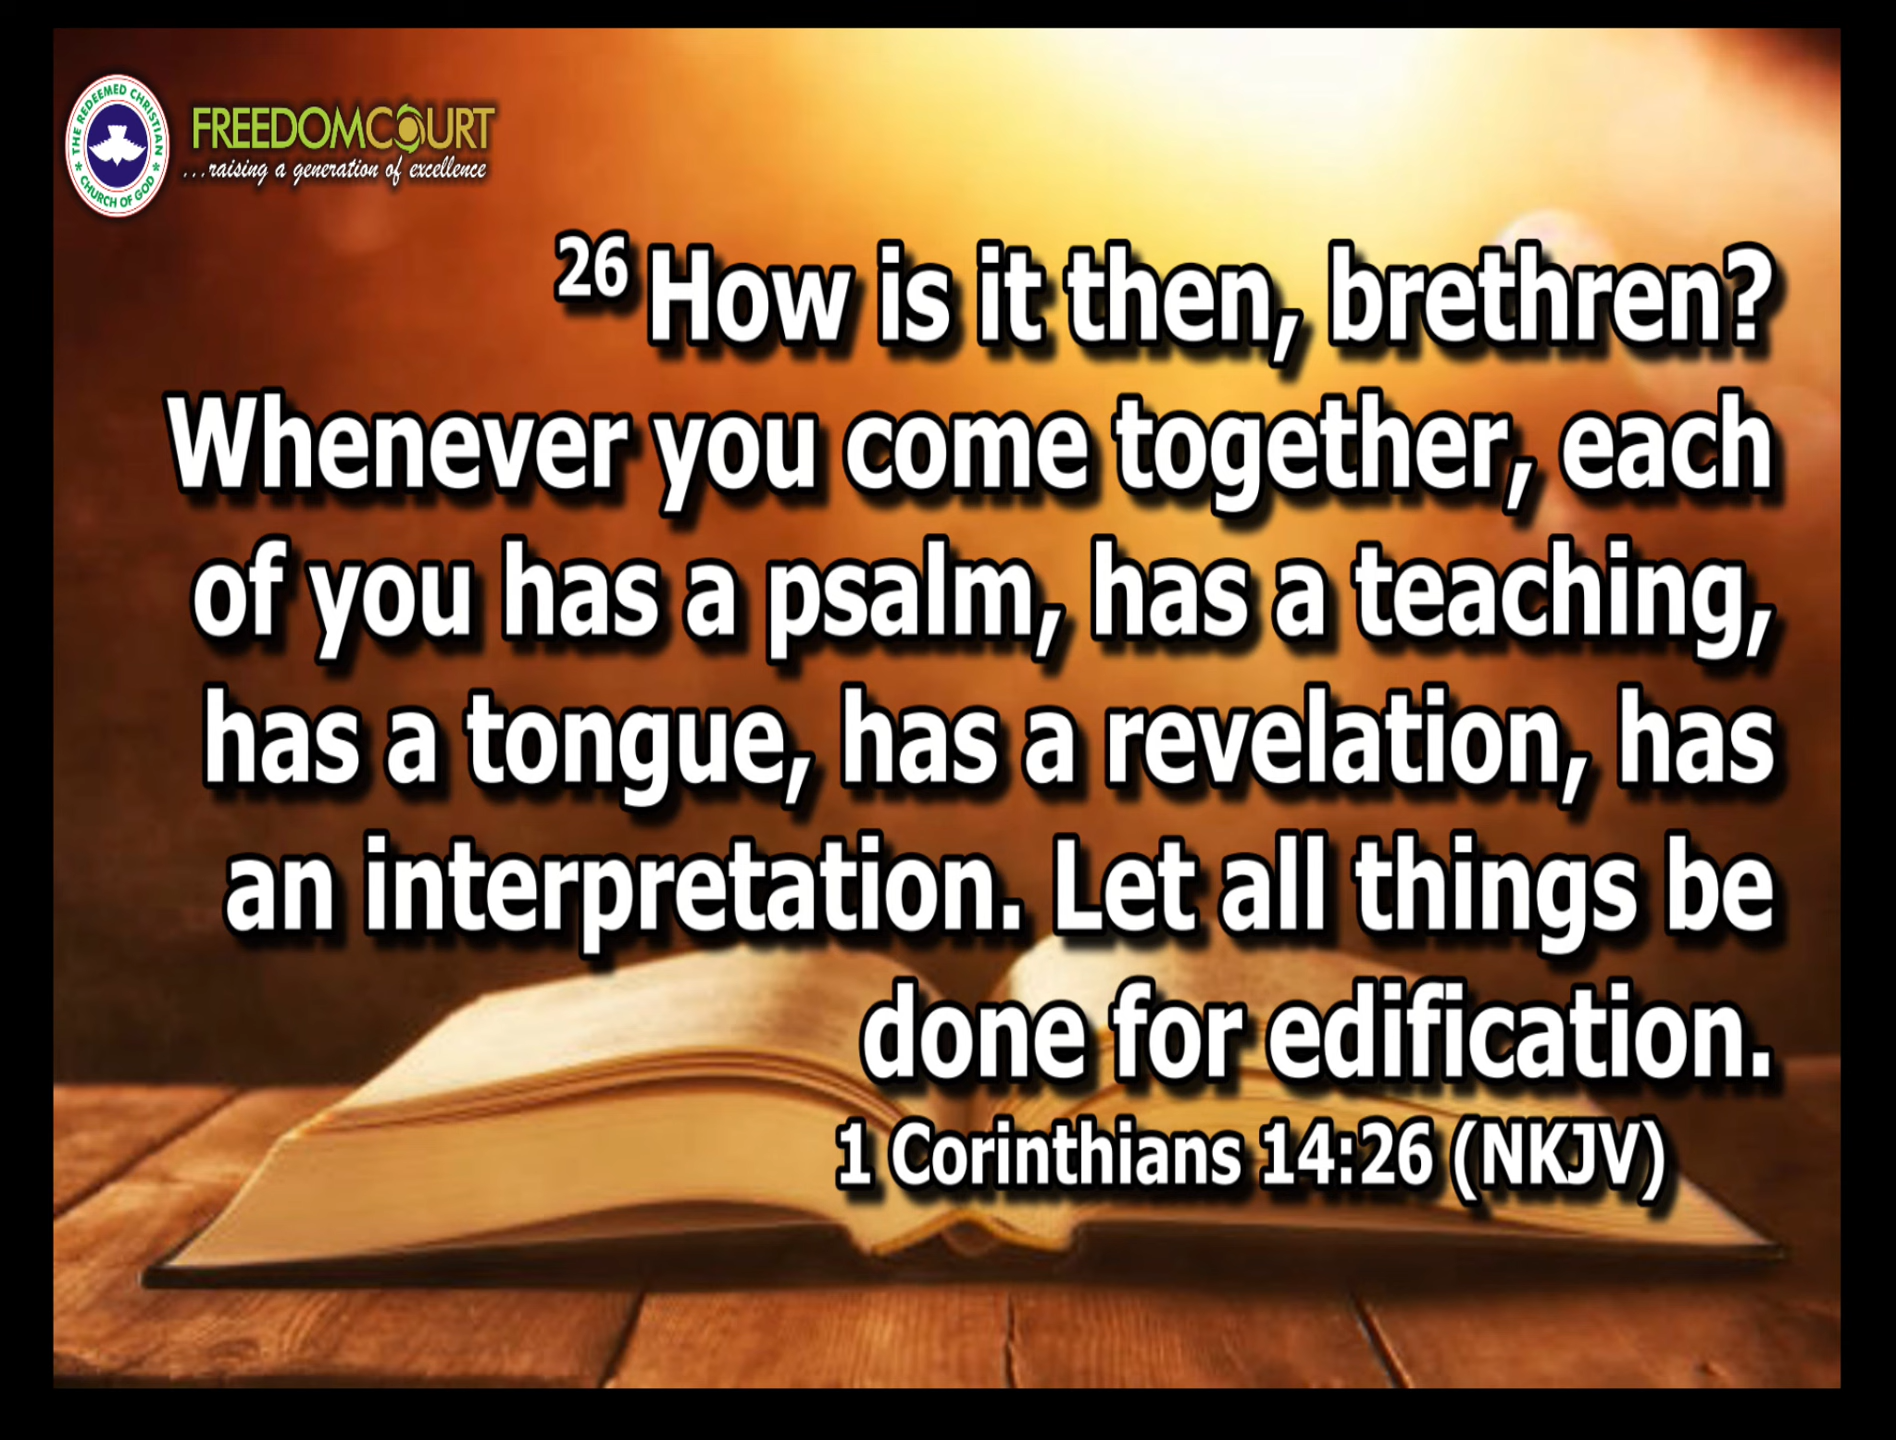 THE REDEEMED CHRISTIAN
CHURCH OF GOD
FREEDOMCOURT
...raising a generation of excellence
26 How is it then, brethren?
Whenever you come together, each
of you has a psalm, has a teaching,
has a tongue, has a revelation, has
an interpretation. Let all things be
done for edification.
1 Corinthians 14:26 (NKJV)